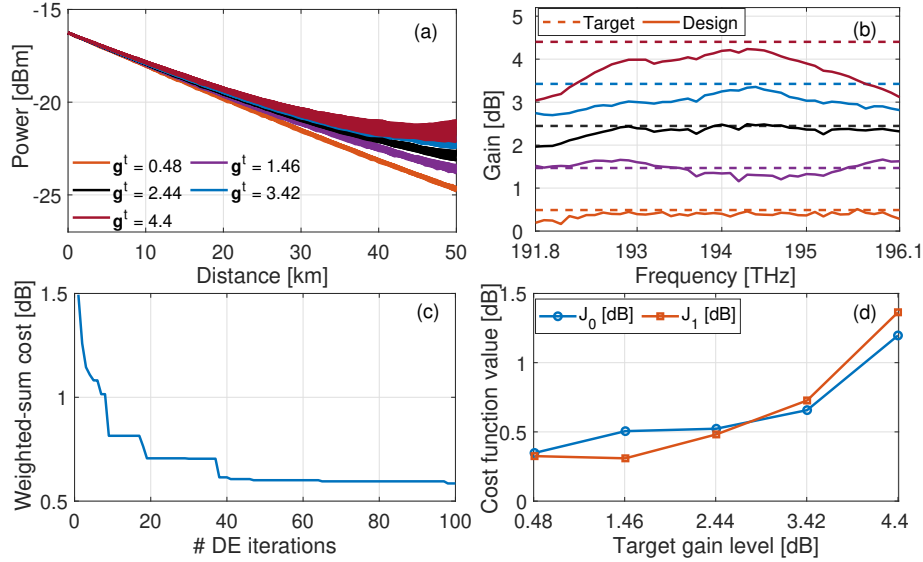 -15
-20
-25
Power [dBm]
(a)
g^t = 0.48
g^t = 1.46
g^t = 2.44
g^t = 3.42
g^t = 4.4
0 10 20 30 40 50
Distance [km]
5
4
3
2
1
0
Gain [dB]
Target
Design
(b)
191.8 193 194 195 196.1
Frequency [THz]
1.5
1
0.5
Weighted-sum cost [dB]
(c)
0 20 40 60 80 100
# DE iterations
1.5
1
0.5
0
Cost function value [dB]
J_0 [dB]
J_1 [dB]
(d)
0.48 1.46 2.44 3.42 4.4
Target gain level [dB]